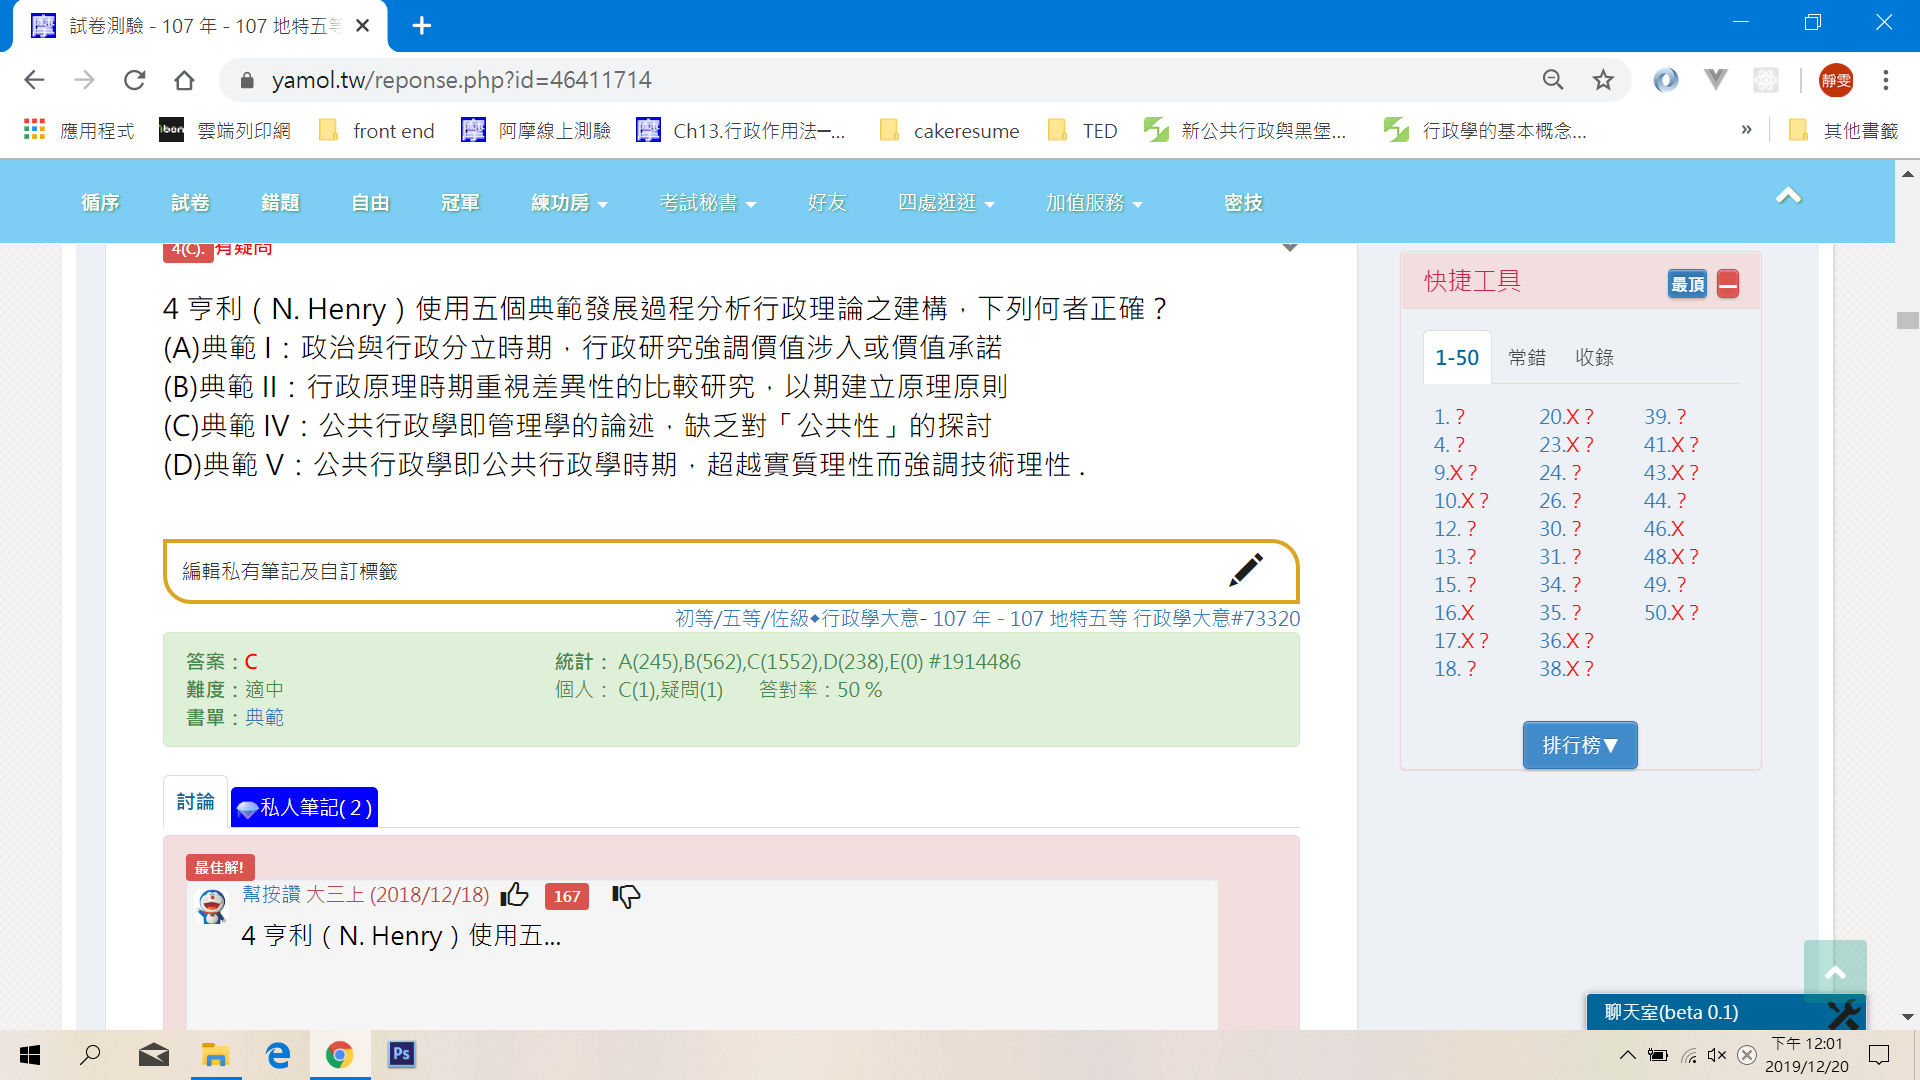 試卷測驗 - 107 年 - 107 地特五等
yamol.tw/reponse.php?id=46411714
靜雯
應用程式
ibon
雲端列印網
front end
摩
阿摩線上測驗
摩
Ch13.行政作用法—...
cakeresume
TED
新公共行政與黑堡...
行政學的基本概念...
»
其他書籤
循序
試卷
錯題
自由
冠軍
練功房
考試秘書
好友
四處逛逛
加值服務
密技
4(C).
有疑問
4 亨利（N. Henry）使用五個典範發展過程分析行政理論之建構，下列何者正確？
(A)典範 I：政治與行政分立時期，行政研究強調價值涉入或價值承諾
(B)典範 II：行政原理時期重視差異性的比較研究，以期建立原理原則
(C)典範 IV：公共行政學即管理學的論述，缺乏對「公共性」的探討
(D)典範 V：公共行政學即公共行政學時期，超越實質理性而強調技術理性 .
編輯私有筆記及自訂標籤
初等/五等/佐級◆行政學大意- 107 年 - 107 地特五等 行政學大意#73320
答案：C
難度：適中
書單：典範
統計： A(245),B(562),C(1552),D(238),E(0) #1914486
個人： C(1),疑問(1) 答對率：50 %
討論
私人筆記( 2 )
最佳解!
幫按讚 大三上 (2018/12/18)
167
4 亨利（N. Henry）使用五...
快捷工具
最頂
1-50
常錯
收錄
1. ?
4. ?
9.X ?
10.X ?
12. ?
13. ?
15. ?
16.X
17.X ?
18. ?
20.X ?
23.X ?
24. ?
26. ?
30. ?
31. ?
34. ?
35. ?
36.X ?
38.X ?
39. ?
41.X ?
43.X ?
44. ?
46.X
48.X ?
49. ?
50.X ?
排行榜▼
聊天室(beta 0.1)
Ps
下午 12:01
2019/12/20